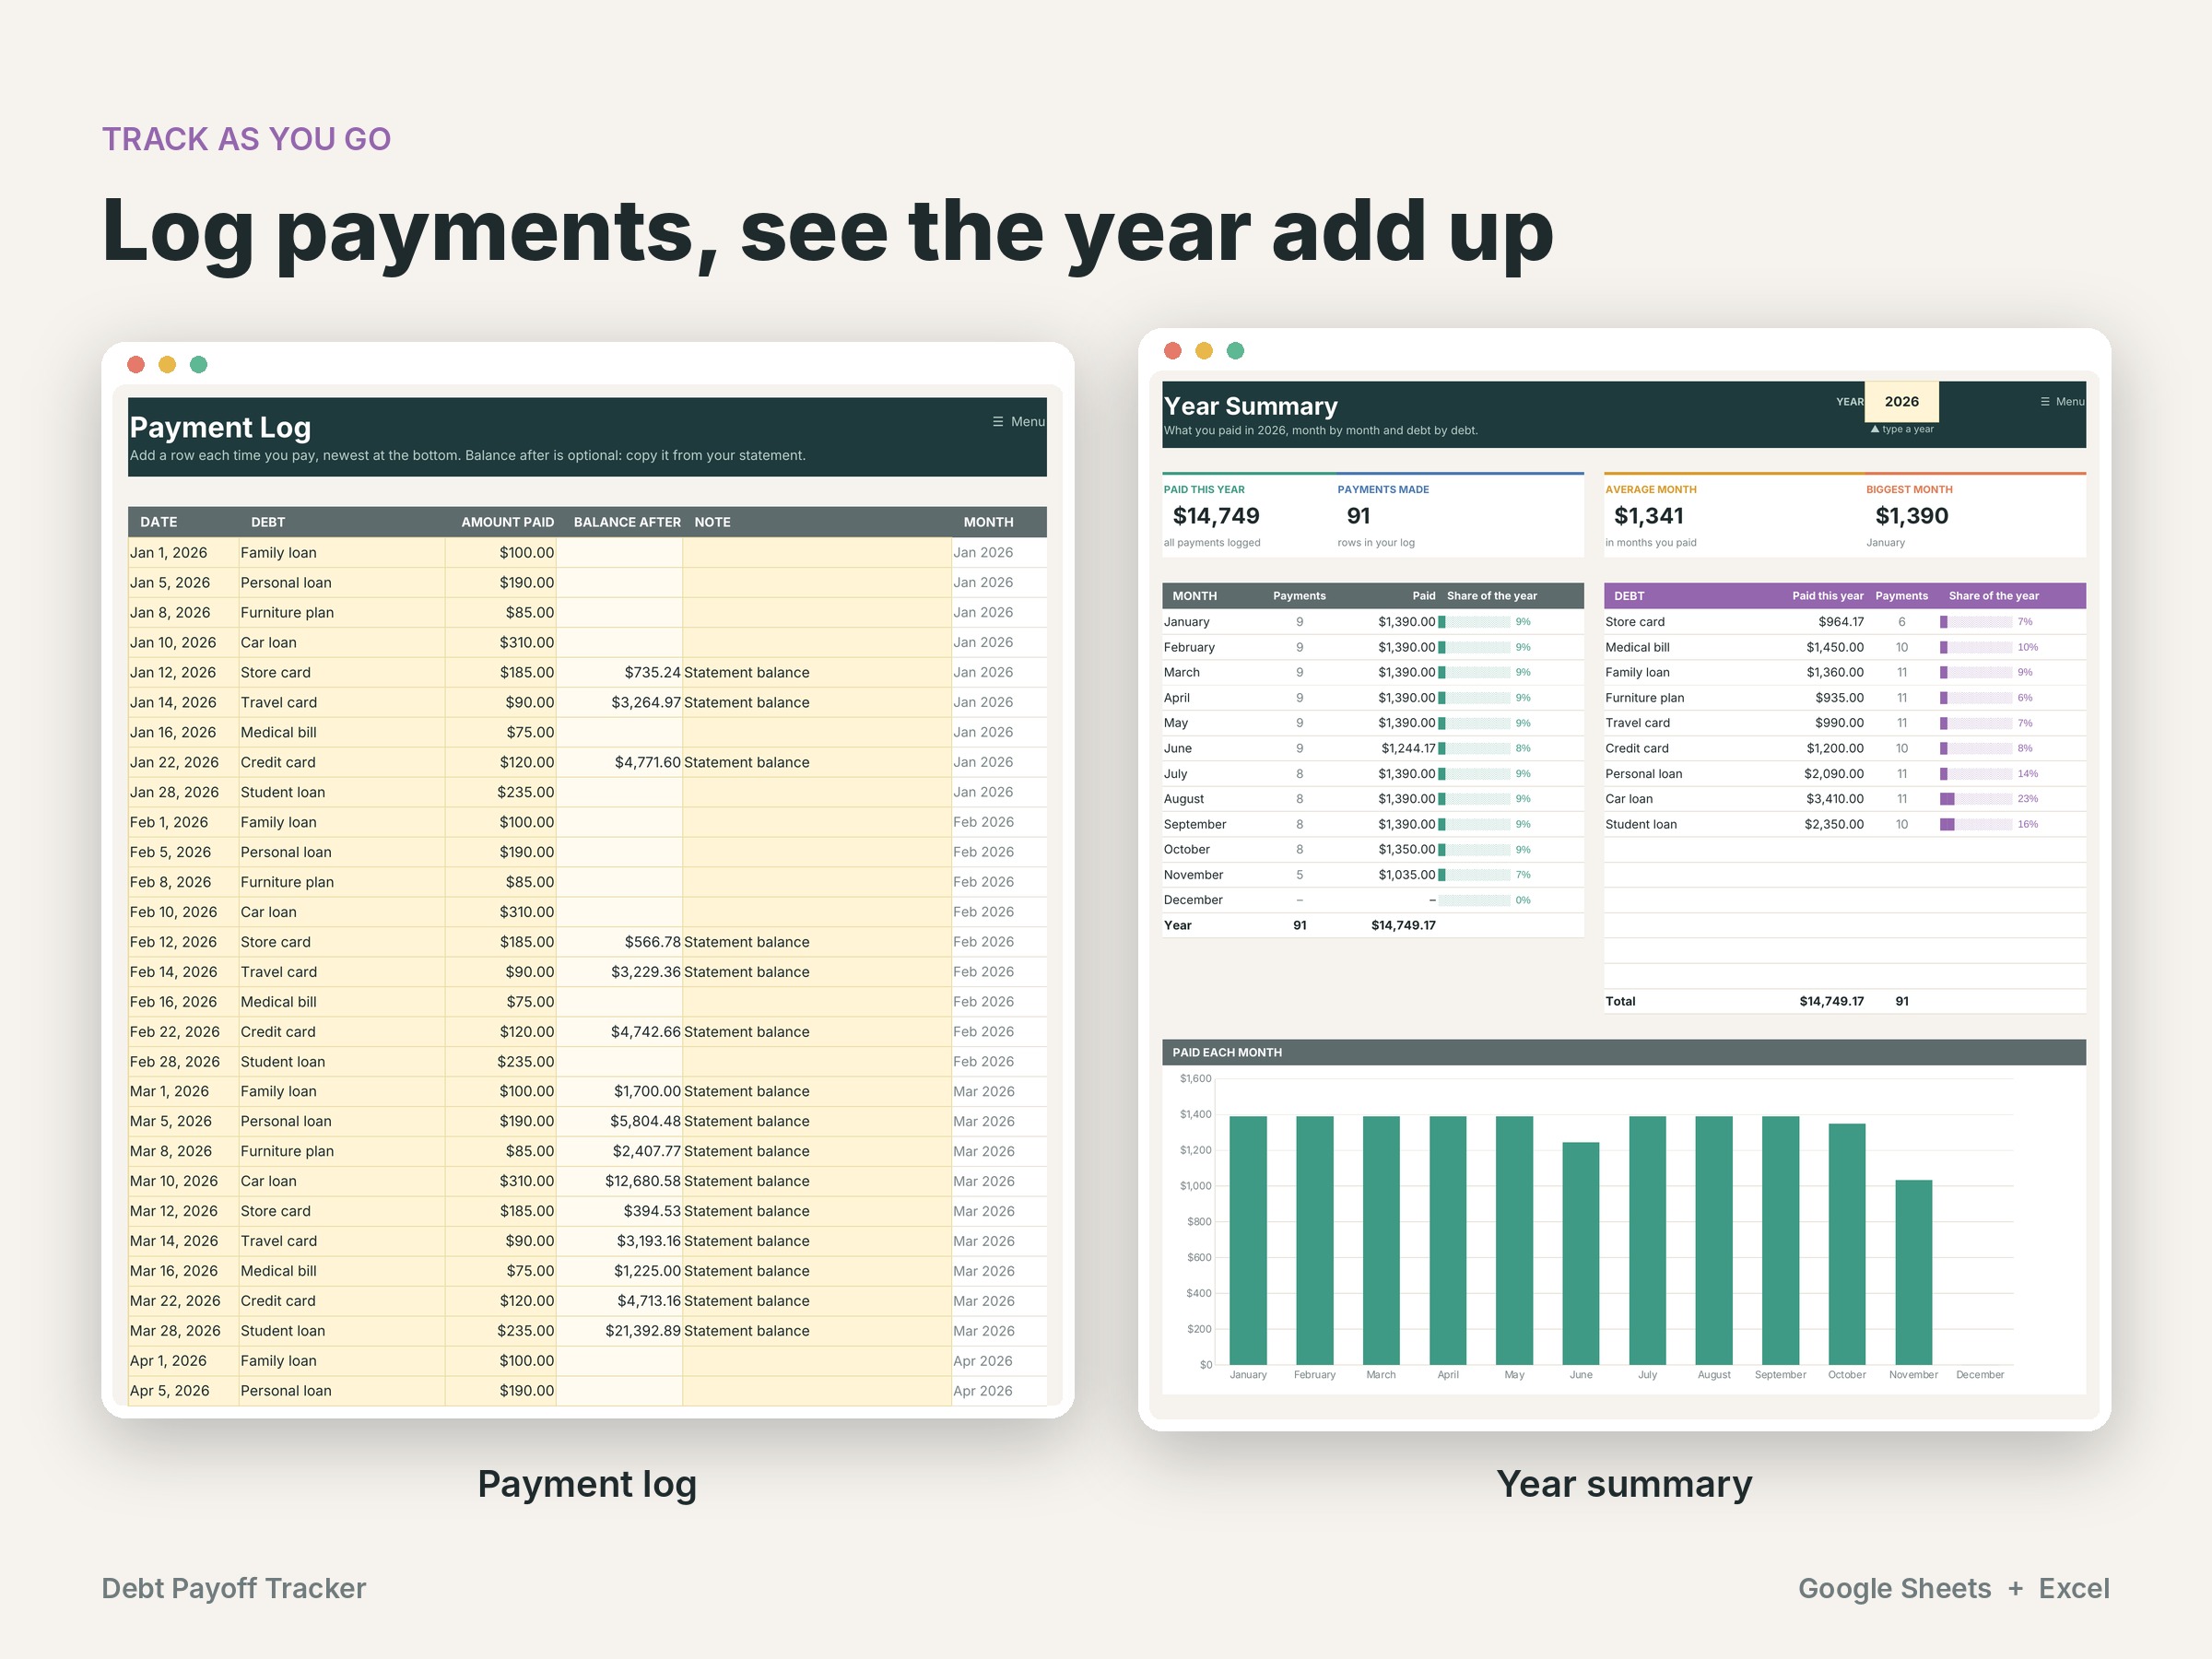 TRACK AS YOU GO
Log payments, see the year add up
Payment Log
☰ Menu
Add a row each time you pay, newest at the bottom. Balance after is optional: copy it from your statement.
DATE DEBT AMOUNT PAID BALANCE AFTER NOTE MONTH
Jan 1, 2026 Family loan $100.00 Jan 2026
Jan 5, 2026 Personal loan $190.00 Jan 2026
Jan 8, 2026 Furniture plan $85.00 Jan 2026
Jan 10, 2026 Car loan $310.00 Jan 2026
Jan 12, 2026 Store card $185.00 $735.24 Statement balance Jan 2026
Jan 14, 2026 Travel card $90.00 $3,264.97 Statement balance Jan 2026
Jan 16, 2026 Medical bill $75.00 Jan 2026
Jan 22, 2026 Credit card $120.00 $4,771.60 Statement balance Jan 2026
Jan 28, 2026 Student loan $235.00 Jan 2026
Feb 1, 2026 Family loan $100.00 Feb 2026
Feb 5, 2026 Personal loan $190.00 Feb 2026
Feb 8, 2026 Furniture plan $85.00 Feb 2026
Feb 10, 2026 Car loan $310.00 Feb 2026
Feb 12, 2026 Store card $185.00 $566.78 Statement balance Feb 2026
Feb 14, 2026 Travel card $90.00 $3,229.36 Statement balance Feb 2026
Feb 16, 2026 Medical bill $75.00 Feb 2026
Feb 22, 2026 Credit card $120.00 $4,742.66 Statement balance Feb 2026
Feb 28, 2026 Student loan $235.00 Feb 2026
Mar 1, 2026 Family loan $100.00 $1,700.00 Statement balance Mar 2026
Mar 5, 2026 Personal loan $190.00 $5,804.48 Statement balance Mar 2026
Mar 8, 2026 Furniture plan $85.00 $2,407.77 Statement balance Mar 2026
Mar 10, 2026 Car loan $310.00 $12,680.58 Statement balance Mar 2026
Mar 12, 2026 Store card $185.00 $394.53 Statement balance Mar 2026
Mar 14, 2026 Travel card $90.00 $3,193.16 Statement balance Mar 2026
Mar 16, 2026 Medical bill $75.00 $1,225.00 Statement balance Mar 2026
Mar 22, 2026 Credit card $120.00 $4,713.16 Statement balance Mar 2026
Mar 28, 2026 Student loan $235.00 $21,392.89 Statement balance Mar 2026
Apr 1, 2026 Family loan $100.00 Apr 2026
Apr 5, 2026 Personal loan $190.00 Apr 2026
Payment log
Year Summary
YEAR 2026
☰ Menu
What you paid in 2026, month by month and debt by debt.
▲ type a year
PAID THIS YEAR PAYMENTS MADE AVERAGE MONTH BIGGEST MONTH
$14,749 91 $1,341 $1,390
all payments logged rows in your log in months you paid January
MONTH Payments Paid Share of the year
January 9 $1,390.00 9%
February 9 $1,390.00 9%
March 9 $1,390.00 9%
April 9 $1,390.00 9%
May 9 $1,390.00 9%
June 9 $1,244.17 8%
July 8 $1,390.00 9%
August 8 $1,390.00 9%
September 8 $1,390.00 9%
October 8 $1,350.00 9%
November 5 $1,035.00 7%
December – – 0%
Year 91 $14,749.17
DEBT Paid this year Payments Share of the year
Store card $964.17 6 7%
Medical bill $1,450.00 10 10%
Family loan $1,360.00 11 9%
Furniture plan $935.00 11 6%
Travel card $990.00 11 7%
Credit card $1,200.00 10 8%
Personal loan $2,090.00 11 14%
Car loan $3,410.00 11 23%
Student loan $2,350.00 10 16%
Total $14,749.17 91
PAID EACH MONTH
$1,600
$1,400
$1,200
$1,000
$800
$600
$400
$200
$0
January February March April May June July August September October November December
Year summary
Debt Payoff Tracker
Google Sheets + Excel